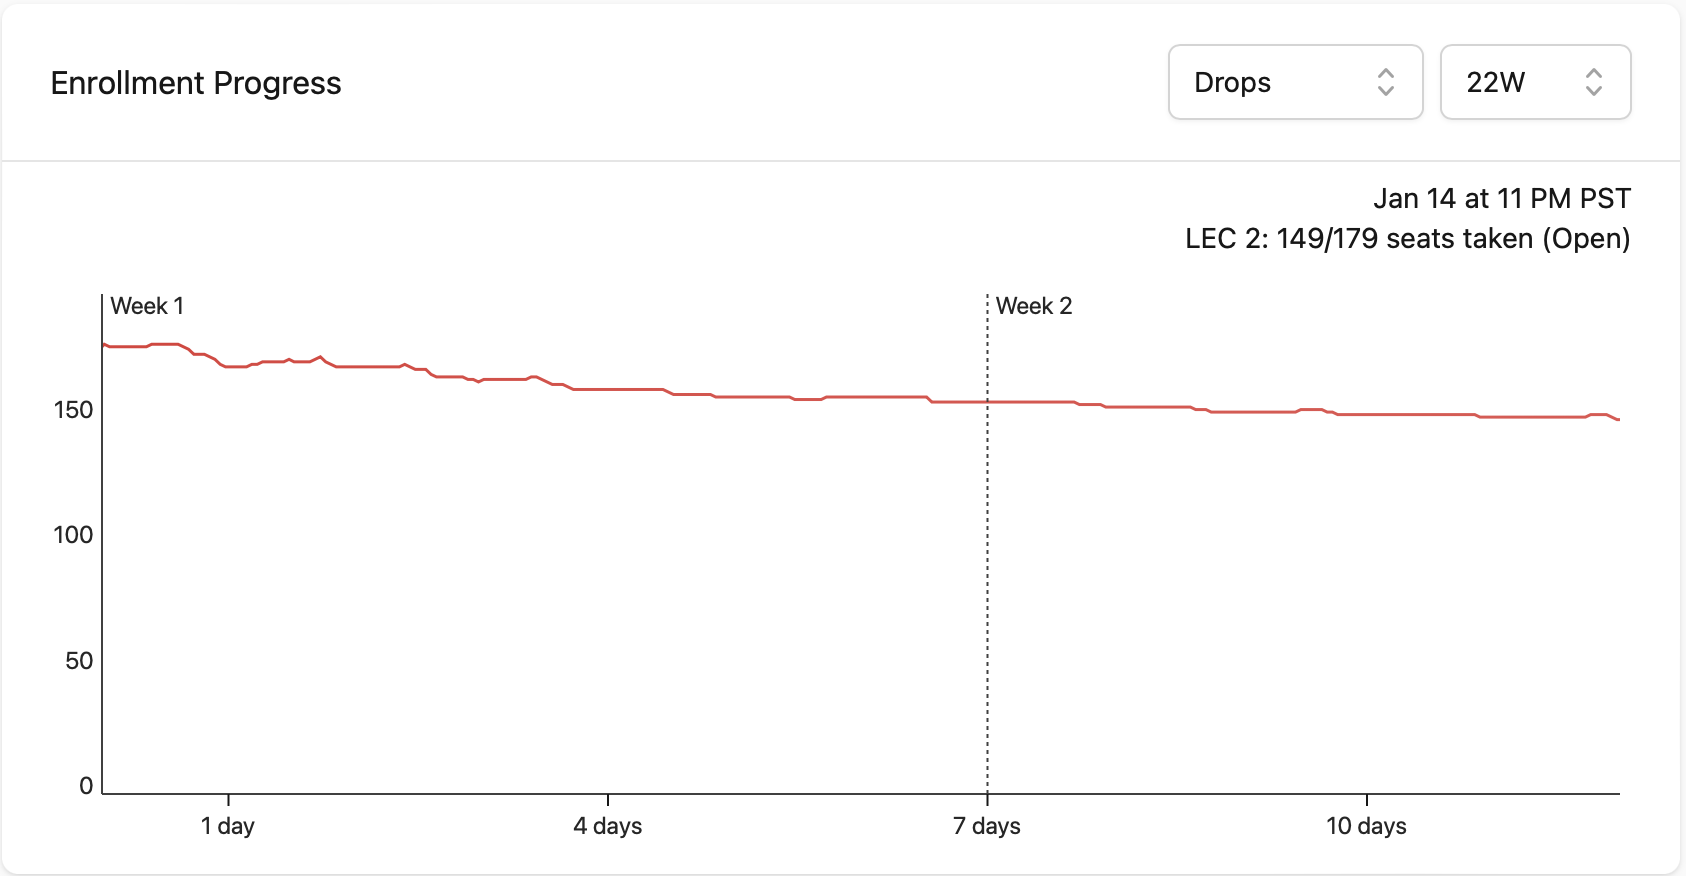 Enrollment Progress
Drops
22W
Jan 14 at 11 PM PST
LEC 2: 149/179 seats taken (Open)
Week 1
Week 2
150
100
50
0
1 day
4 days
7 days
10 days